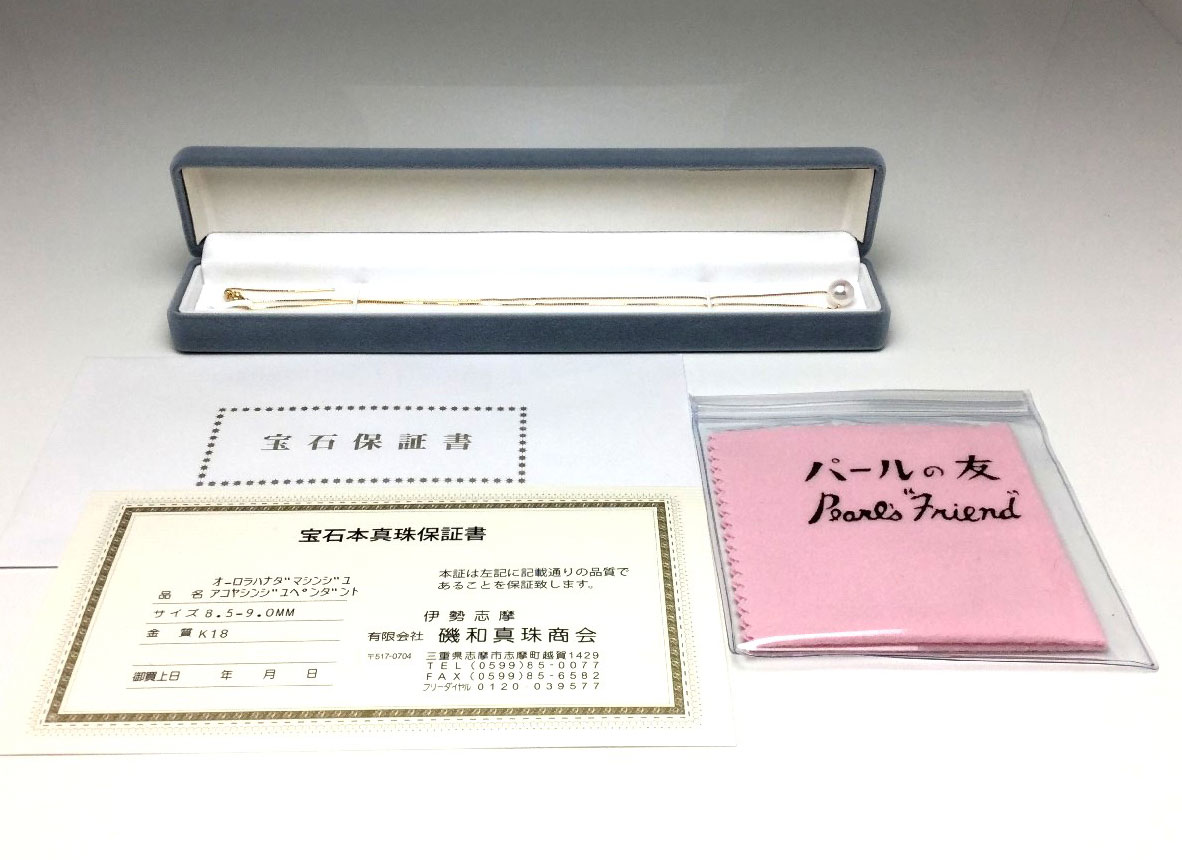 宝石保証書
宝石本真珠保証書
オーロラハナダマシンジュ
品 名 アコヤシンジュペンダント
サイズ 8.5-9.0MM
金 質 K18
御買上日 年 月 日
本証は左記に記載通りの品質で
あることを保証致します。
伊勢志摩
有限会社 磯和真珠商会
〒517-0704 三重県志摩市志摩町越賀1429
TEL(0599)85-0077
FAX(0599)85-6582
フリーダイヤル 0120-039577
パールの友
Pearl's "Friend"